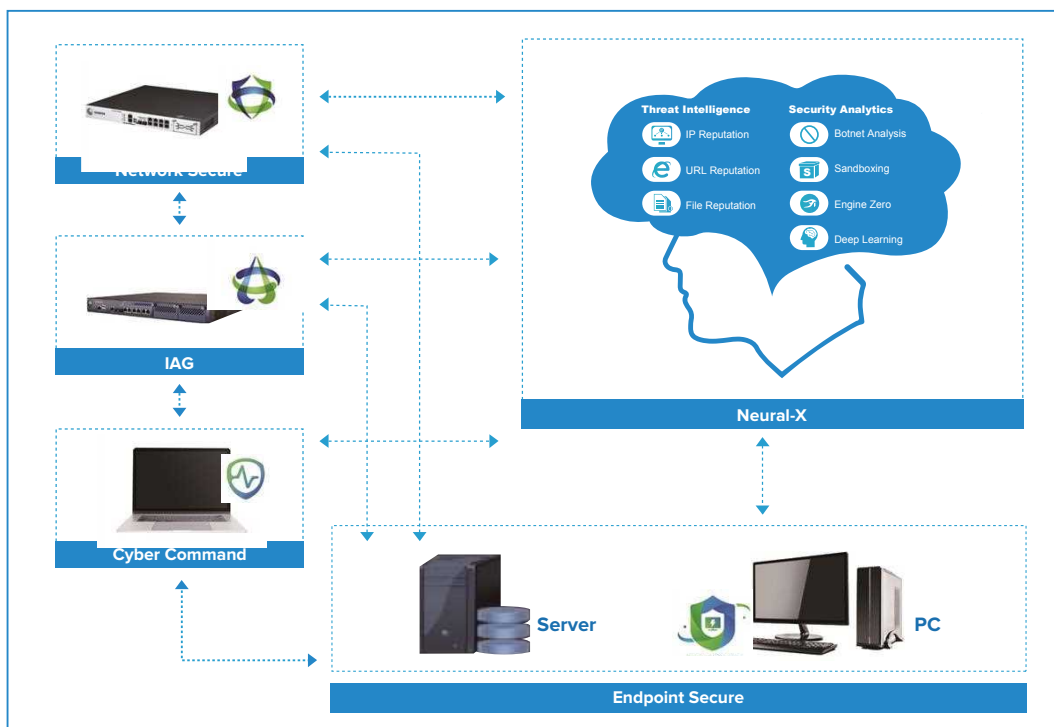 Network Secure
IAG
Cyber Command
Threat Intelligence
IP Reputation
URL Reputation
File Reputation
Security Analytics
Botnet Analysis
Sandboxing
Engine Zero
Deep Learning
Neural-X
Server
PC
Endpoint Secure